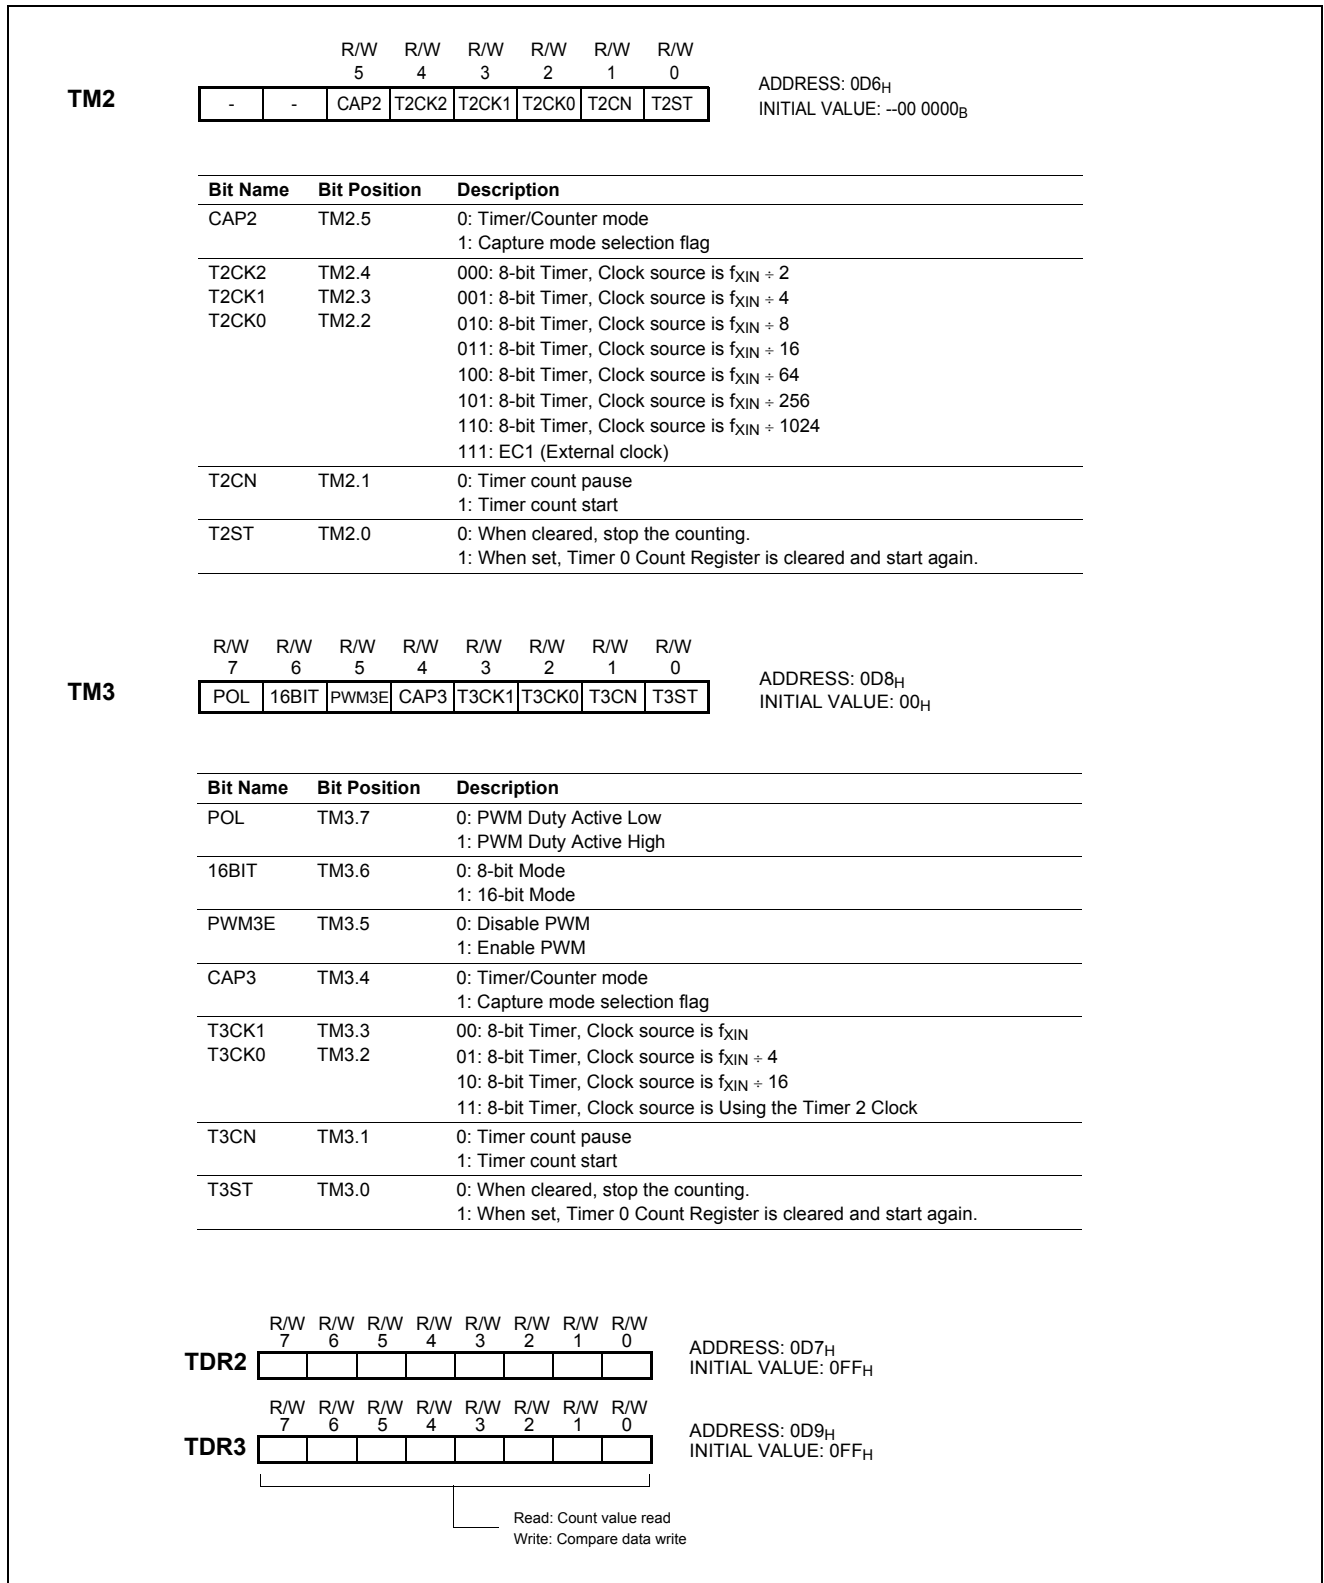 R/W R/W R/W R/W R/W R/W
5 4 3 2 1 0
TM2 - - CAP2 T2CK2 T2CK1 T2CK0 T2CN T2ST
ADDRESS: 0D6H
INITIAL VALUE: --00 0000B
Bit Name Bit Position Description
CAP2 TM2.5 0: Timer/Counter mode
1: Capture mode selection flag
T2CK2 TM2.4 000: 8-bit Timer, Clock source is fXIN ÷ 2
T2CK1 TM2.3 001: 8-bit Timer, Clock source is fXIN ÷ 4
T2CK0 TM2.2 010: 8-bit Timer, Clock source is fXIN ÷ 8
011: 8-bit Timer, Clock source is fXIN ÷ 16
100: 8-bit Timer, Clock source is fXIN ÷ 64
101: 8-bit Timer, Clock source is fXIN ÷ 256
110: 8-bit Timer, Clock source is fXIN ÷ 1024
111: EC1 (External clock)
T2CN TM2.1 0: Timer count pause
1: Timer count start
T2ST TM2.0 0: When cleared, stop the counting.
1: When set, Timer 0 Count Register is cleared and start again.
R/W R/W R/W R/W R/W R/W R/W R/W
7 6 5 4 3 2 1 0
TM3 POL 16BIT PWM3E CAP3 T3CK1 T3CK0 T3CN T3ST
ADDRESS: 0D8H
INITIAL VALUE: 00H
Bit Name Bit Position Description
POL TM3.7 0: PWM Duty Active Low
1: PWM Duty Active High
16BIT TM3.6 0: 8-bit Mode
1: 16-bit Mode
PWM3E TM3.5 0: Disable PWM
1: Enable PWM
CAP3 TM3.4 0: Timer/Counter mode
1: Capture mode selection flag
T3CK1 TM3.3 00: 8-bit Timer, Clock source is fXIN
T3CK0 TM3.2 01: 8-bit Timer, Clock source is fXIN ÷ 4
10: 8-bit Timer, Clock source is fXIN ÷ 16
11: 8-bit Timer, Clock source is Using the Timer 2 Clock
T3CN TM3.1 0: Timer count pause
1: Timer count start
T3ST TM3.0 0: When cleared, stop the counting.
1: When set, Timer 0 Count Register is cleared and start again.
R/W R/W R/W R/W R/W R/W R/W R/W
7 6 5 4 3 2 1 0
TDR2
ADDRESS: 0D7H
INITIAL VALUE: 0FFH
R/W R/W R/W R/W R/W R/W R/W R/W
7 6 5 4 3 2 1 0
TDR3
ADDRESS: 0D9H
INITIAL VALUE: 0FFH
Read: Count value read
Write: Compare data write